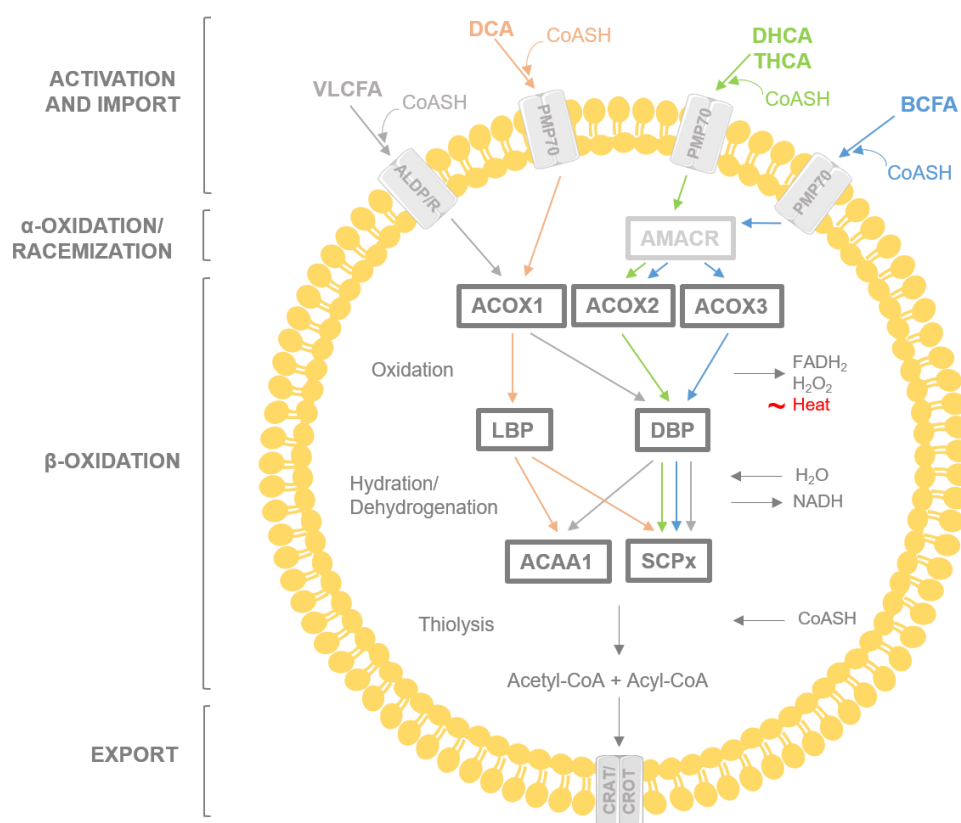 ACTIVATION
AND IMPORT
VLCFA
CoASH
DCA
CoASH
DHCA
THCA
CoASH
BCFA
CoASH
ALDP/R
PMP70
PMP70
PMP70
α-OXIDATION/
RACEMIZATION
AMACR
β-OXIDATION
ACOX1
ACOX2
ACOX3
Oxidation
FADH₂
H₂O₂
~ Heat
LBP
DBP
Hydration/
Dehydrogenation
H₂O
NADH
ACAA1
SCPx
Thiolysis
CoASH
Acetyl-CoA + Acyl-CoA
EXPORT
CRAT/
CROT